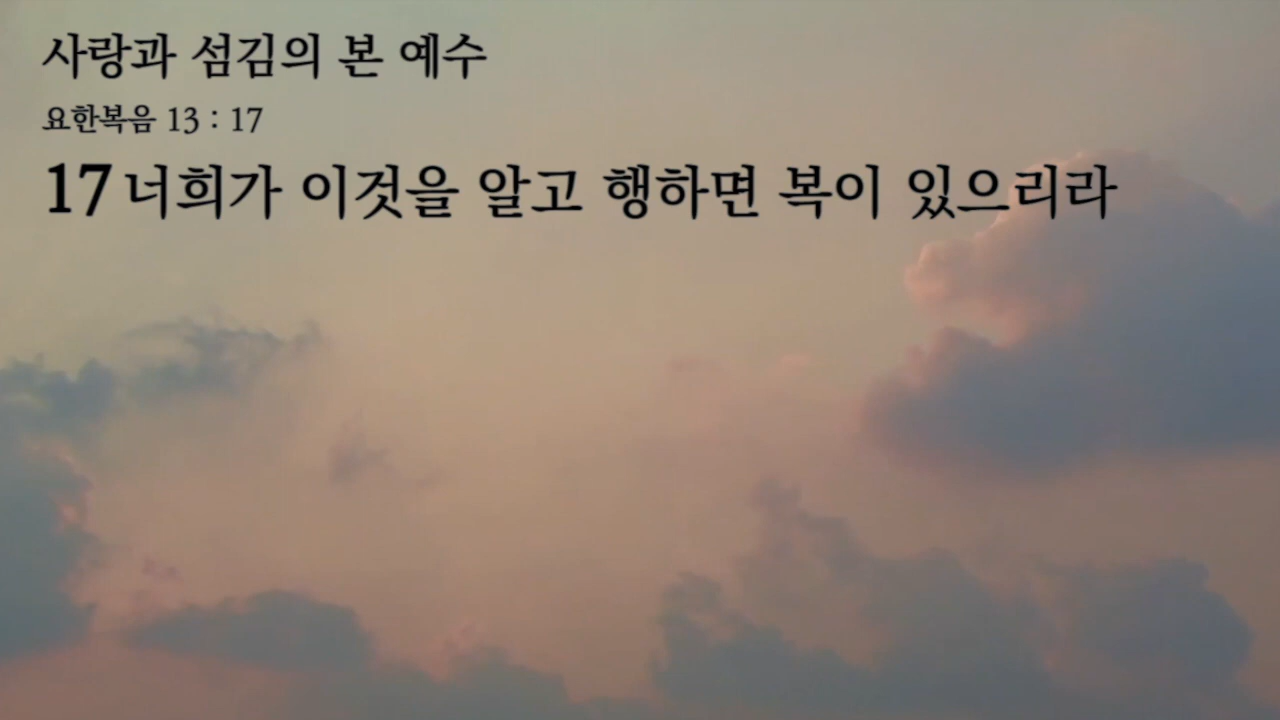 사랑과 섬김의 본 예수
요한복음 13 : 17
17 너희가 이것을 알고 행하면 복이 있으리라